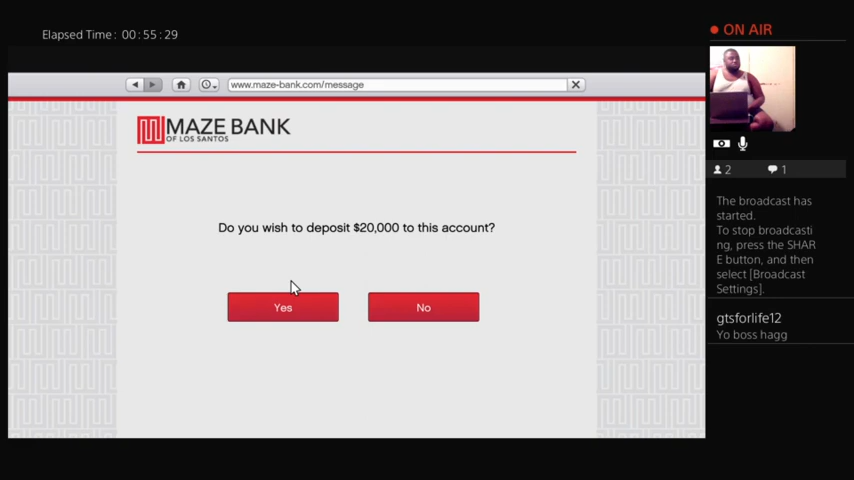 Elapsed Time : 00:55:29
ON AIR
www.maze-bank.com/message
MAZE BANK
OF LOS SANTOS
Do you wish to deposit $20,000 to this account?
Yes
No
2
1
The broadcast has
started.
To stop broadcasti
ng, press the SHAR
E button, and then
select [Broadcast
Settings].
gtsforlife12
Yo boss hagg